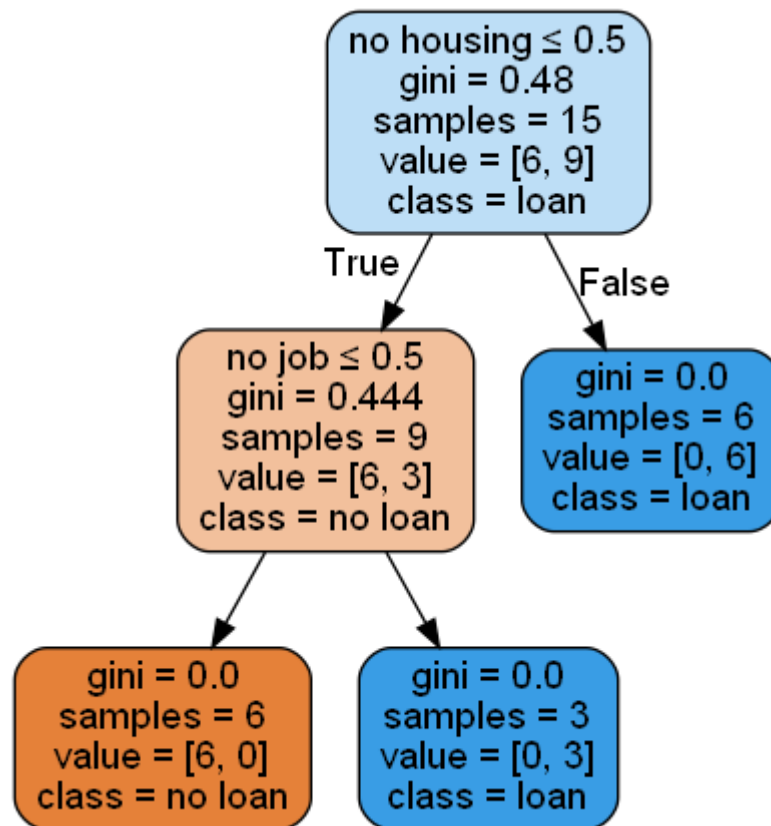 no housing ≤ 0.5
gini = 0.48
samples = 15
value = [6, 9]
class = loan
True
False
no job ≤ 0.5
gini = 0.444
samples = 9
value = [6, 3]
class = no loan
gini = 0.0
samples = 6
value = [0, 6]
class = loan
gini = 0.0
samples = 6
value = [6, 0]
class = no loan
gini = 0.0
samples = 3
value = [0, 3]
class = loan